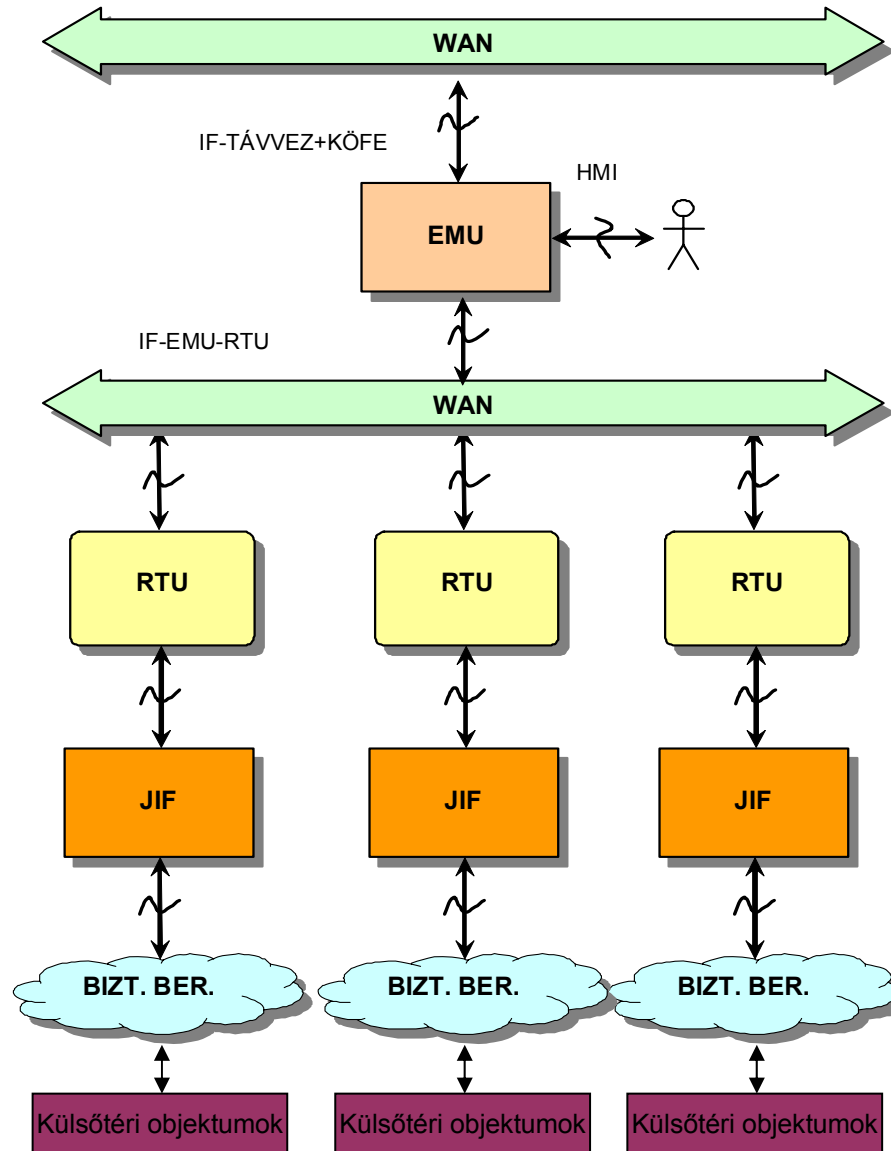 WAN
IF-TÁVVEZ+KÖFE
HMI
EMU
IF-EMU-RTU
WAN
RTU
RTU
RTU
JIF
JIF
JIF
BIZT. BER.
BIZT. BER.
BIZT. BER.
Külsőtéri objektumok
Külsőtéri objektumok
Külsőtéri objektumok